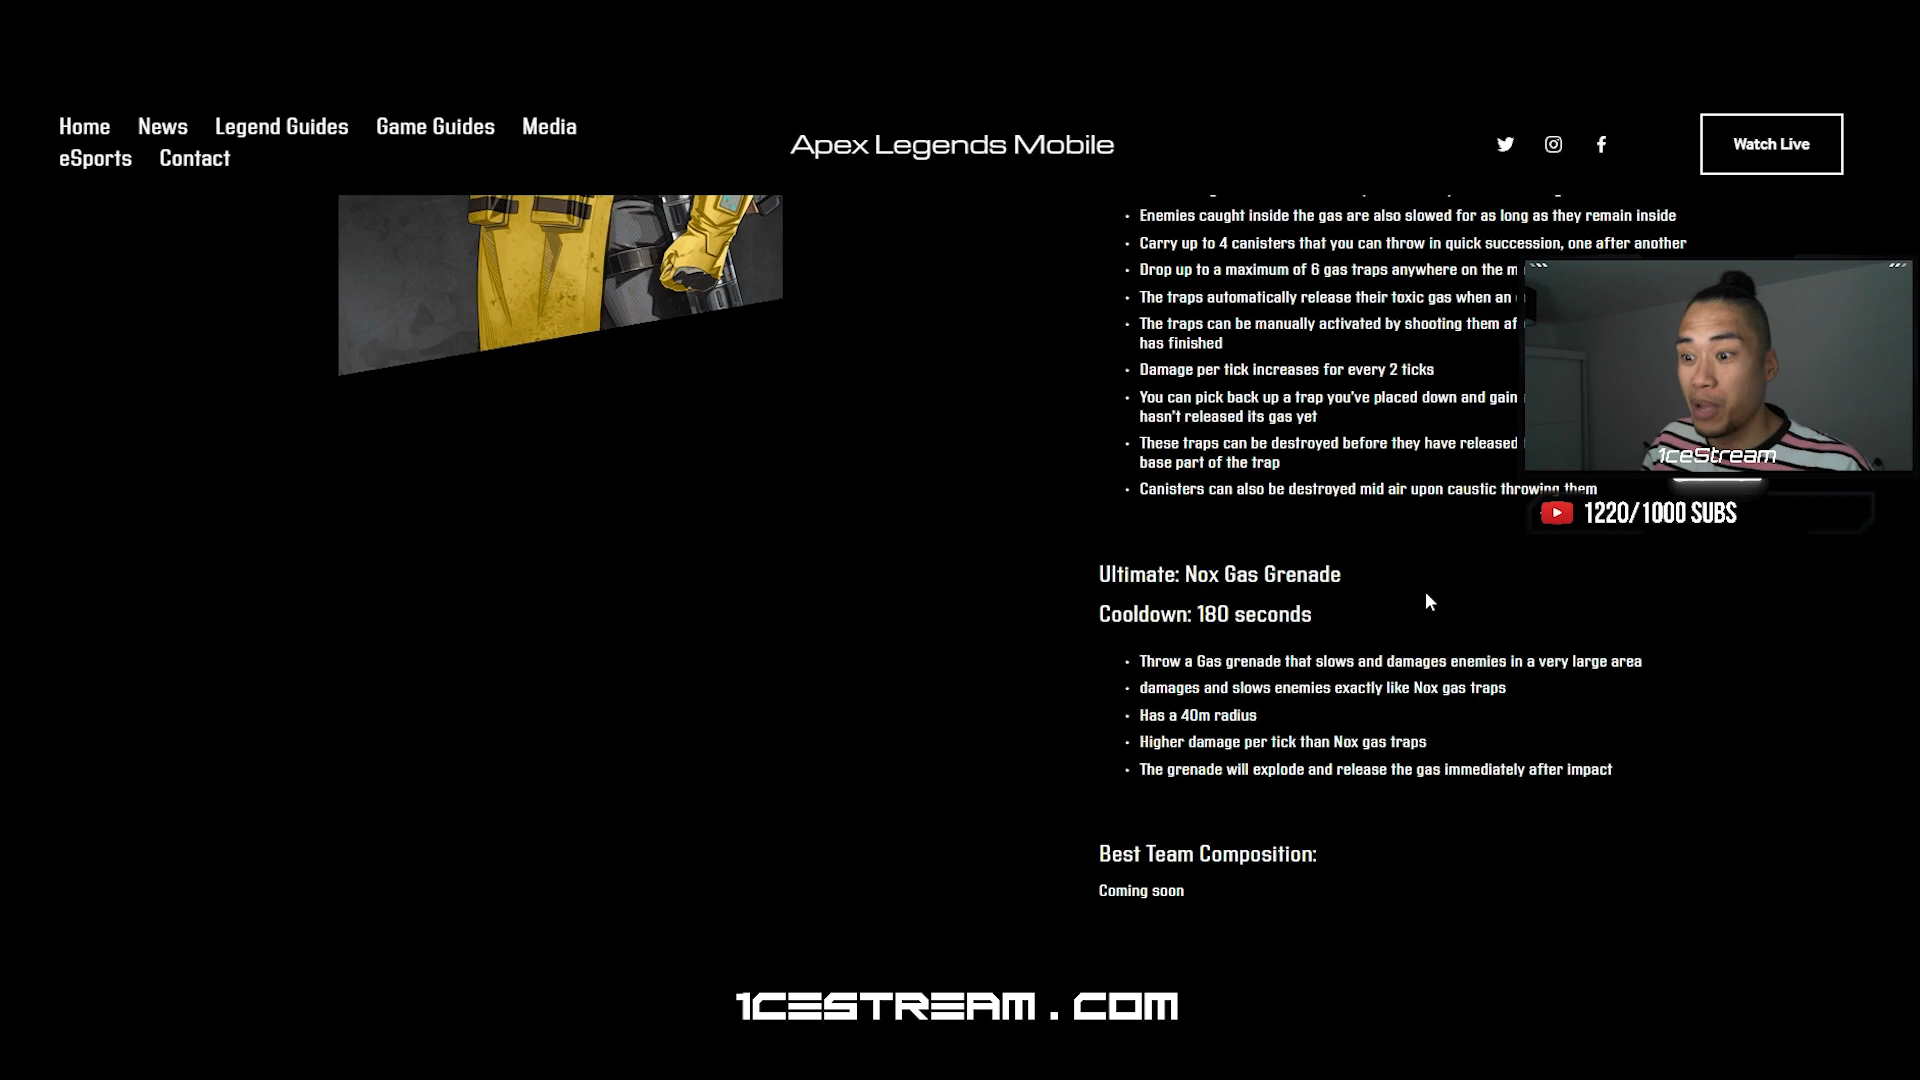 Home News Legend Guides Game Guides Media
eSports Contact
Apex Legends Mobile
Watch Live
• Enemies caught inside the gas are also slowed for as long as they remain inside
• Carry up to 4 canisters that you can throw in quick succession, one after another
• Drop up to a maximum of 6 gas traps anywhere on the m
• The traps automatically release their toxic gas when an
• The traps can be manually activated by shooting them af
has finished
• Damage per tick increases for every 2 ticks
• You can pick back up a trap you've placed down and gain
hasn't released its gas yet
• These traps can be destroyed before they have released
base part of the trap
• Canisters can also be destroyed mid air upon caustic throwing them
1ceStream
1220/1000 SUBS
Ultimate: Nox Gas Grenade
Cooldown: 180 seconds
• Throw a Gas grenade that slows and damages enemies in a very large area
• damages and slows enemies exactly like Nox gas traps
• Has a 40m radius
• Higher damage per tick than Nox gas traps
• The grenade will explode and release the gas immediately after impact
Best Team Composition:
Coming soon
1CESTREAM.COM